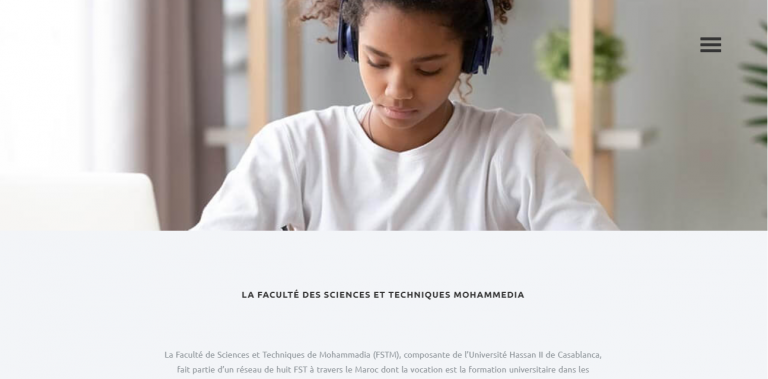 LA FACULTÉ DES SCIENCES ET TECHNIQUES MOHAMMEDIA
La Faculté de Sciences et Techniques de Mohammadia (FSTM), composante de l'Université Hassan II de Casablanca,
fait partie d'un réseau de huit FST à travers le Maroc dont la vocation est la formation universitaire dans les